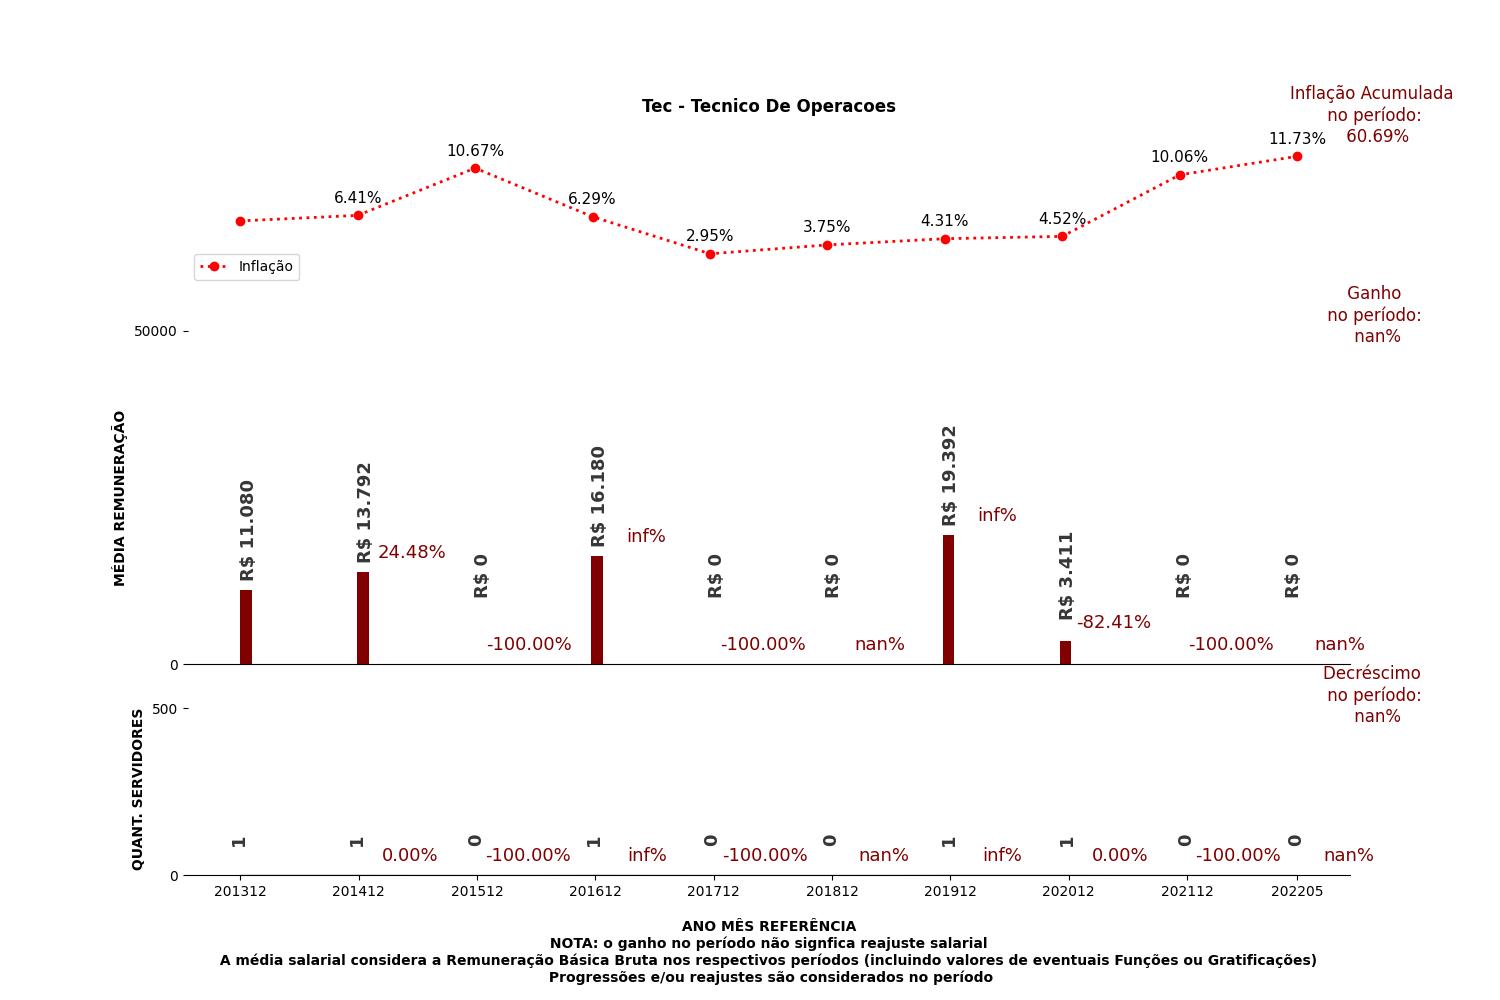 Tec - Tecnico De Operacoes
Inflação Acumulada
no período:
60.69%
6.41%
10.67%
6.29%
2.95%
3.75%
4.31%
4.52%
10.06%
11.73%
Inflação
Ganho
no período:
nan%
50000
0
MÉDIA REMUNERAÇÃO
R$ 11.080
R$ 13.792
R$ 0
R$ 16.180
R$ 0
R$ 0
R$ 19.392
R$ 3.411
R$ 0
R$ 0
24.48%
-100.00%
inf%
-100.00%
nan%
inf%
-82.41%
-100.00%
nan%
Decréscimo
no período:
nan%
500
0
QUANT. SERVIDORES
1
1
0
1
0
0
1
1
0
0
0.00%
-100.00%
inf%
-100.00%
nan%
inf%
0.00%
-100.00%
nan%
201312
201412
201512
201612
201712
201812
201912
202012
202112
202205
ANO MÊS REFERÊNCIA
NOTA: o ganho no período não signfica reajuste salarial
A média salarial considera a Remuneração Básica Bruta nos respectivos períodos (incluindo valores de eventuais Funções ou Gratificações)
Progressões e/ou reajustes são considerados no período